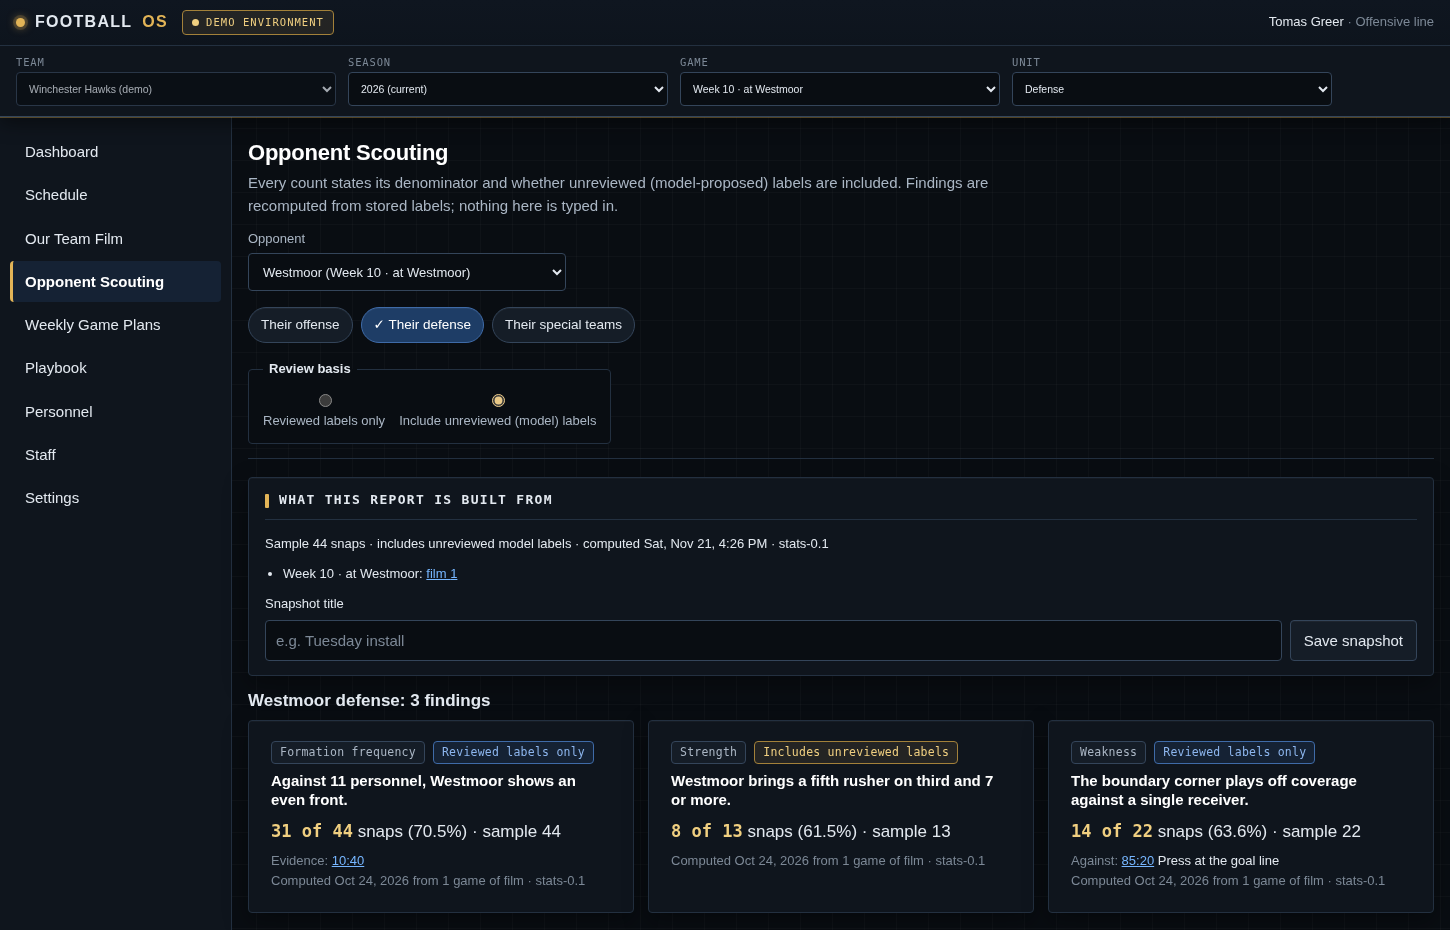 FOOTBALL OS
DEMO ENVIRONMENT
Tomas Greer · Offensive line
TEAM
Winchester Hawks (demo)
SEASON
2026 (current)
GAME
Week 10 · at Westmoor
UNIT
Defense
Dashboard
Schedule
Our Team Film
Opponent Scouting
Weekly Game Plans
Playbook
Personnel
Staff
Settings
Opponent Scouting
Every count states its denominator and whether unreviewed (model-proposed) labels are included. Findings are
recomputed from stored labels; nothing here is typed in.
Opponent
Westmoor (Week 10 · at Westmoor)
Their offense
✓ Their defense
Their special teams
Review basis
Reviewed labels only
Include unreviewed (model) labels
WHAT THIS REPORT IS BUILT FROM
Sample 44 snaps · includes unreviewed model labels · computed Sat, Nov 21, 4:26 PM · stats-0.1
• Week 10 · at Westmoor: film 1
Snapshot title
e.g. Tuesday install
Save snapshot
Westmoor defense: 3 findings
Formation frequency
Reviewed labels only
Against 11 personnel, Westmoor shows an
even front.
31 of 44 snaps (70.5%) · sample 44
Evidence: 10:40
Computed Oct 24, 2026 from 1 game of film · stats-0.1
Strength
Includes unreviewed labels
Westmoor brings a fifth rusher on third and 7
or more.
8 of 13 snaps (61.5%) · sample 13
Computed Oct 24, 2026 from 1 game of film · stats-0.1
Weakness
Reviewed labels only
The boundary corner plays off coverage
against a single receiver.
14 of 22 snaps (63.6%) · sample 22
Against: 85:20 Press at the goal line
Computed Oct 24, 2026 from 1 game of film · stats-0.1